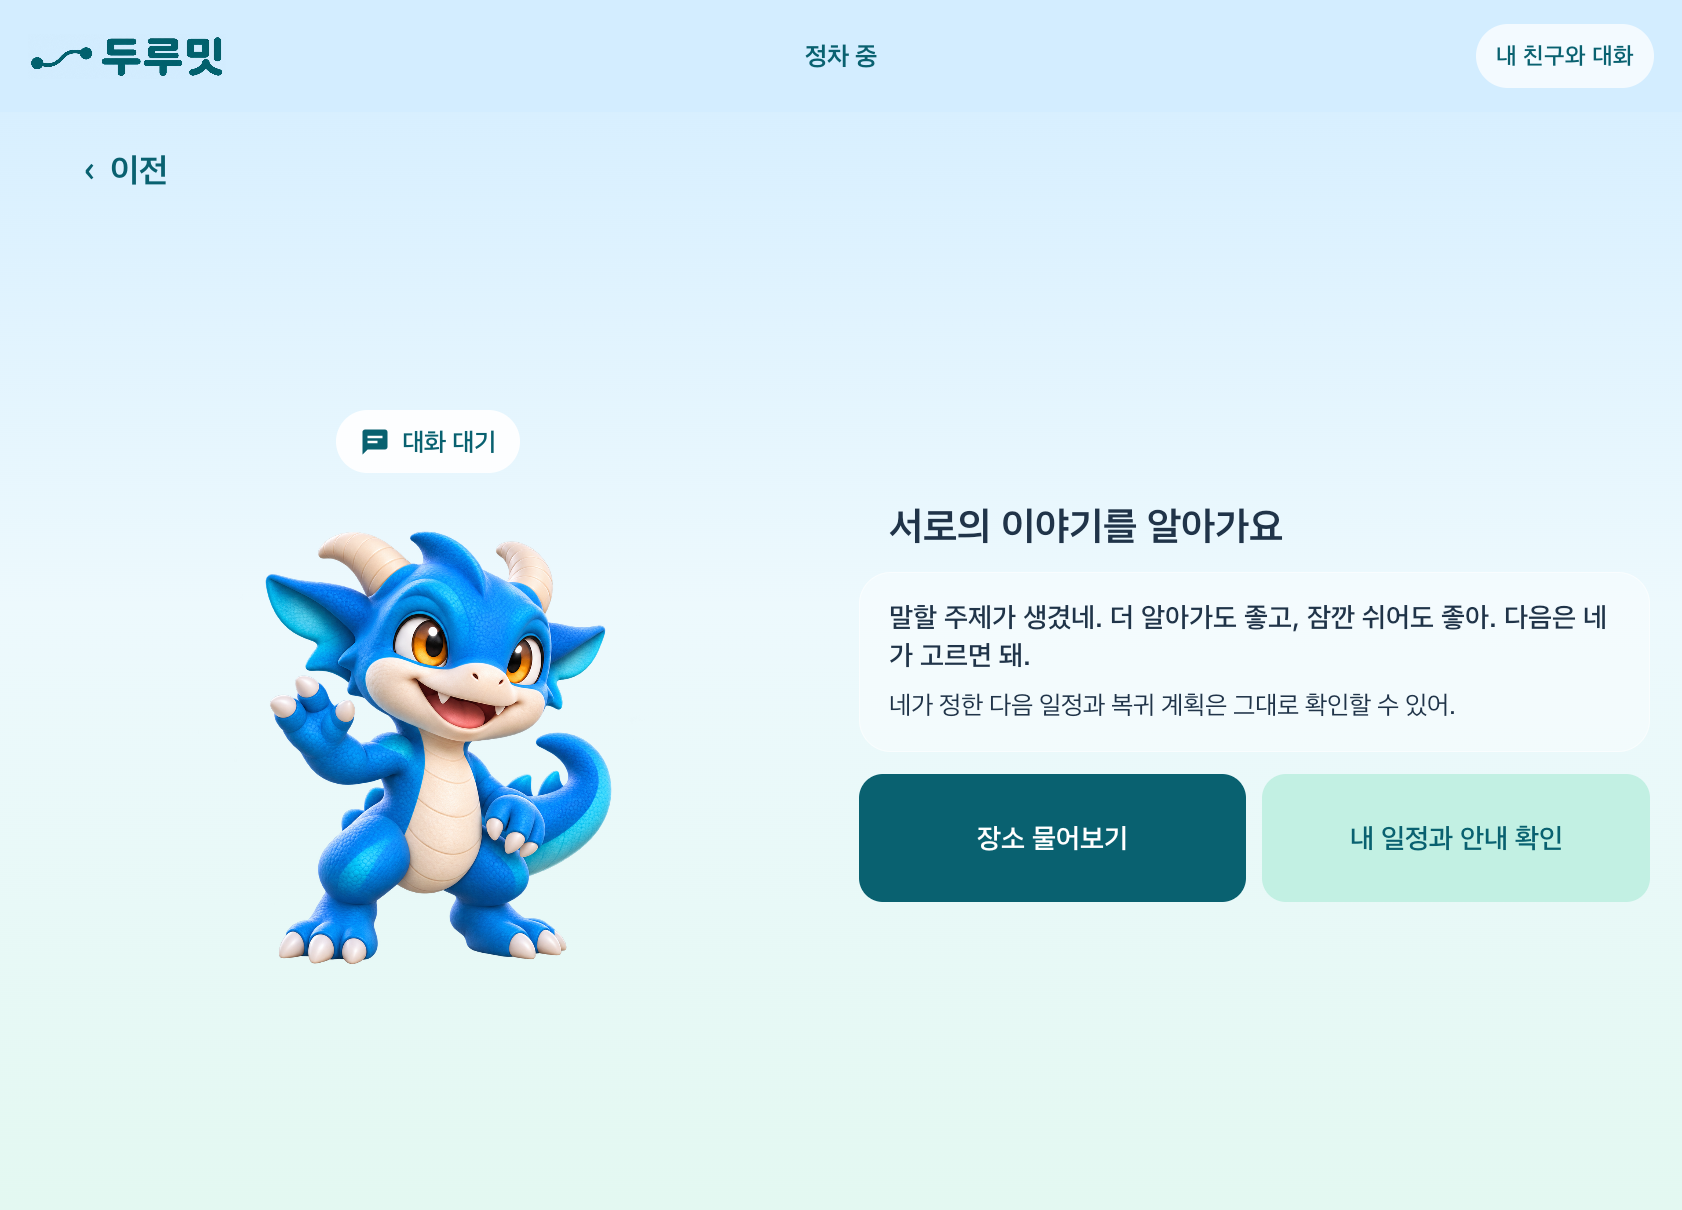 두루밋
정차 중
내 친구와 대화
이전
대화 대기
서로의 이야기를 알아가요
말할 주제가 생겼네. 더 알아가도 좋고, 잠깐 쉬어도 좋아. 다음은 네
가 고르면 돼.
네가 정한 다음 일정과 복귀 계획은 그대로 확인할 수 있어.
장소 물어보기
내 일정과 안내 확인